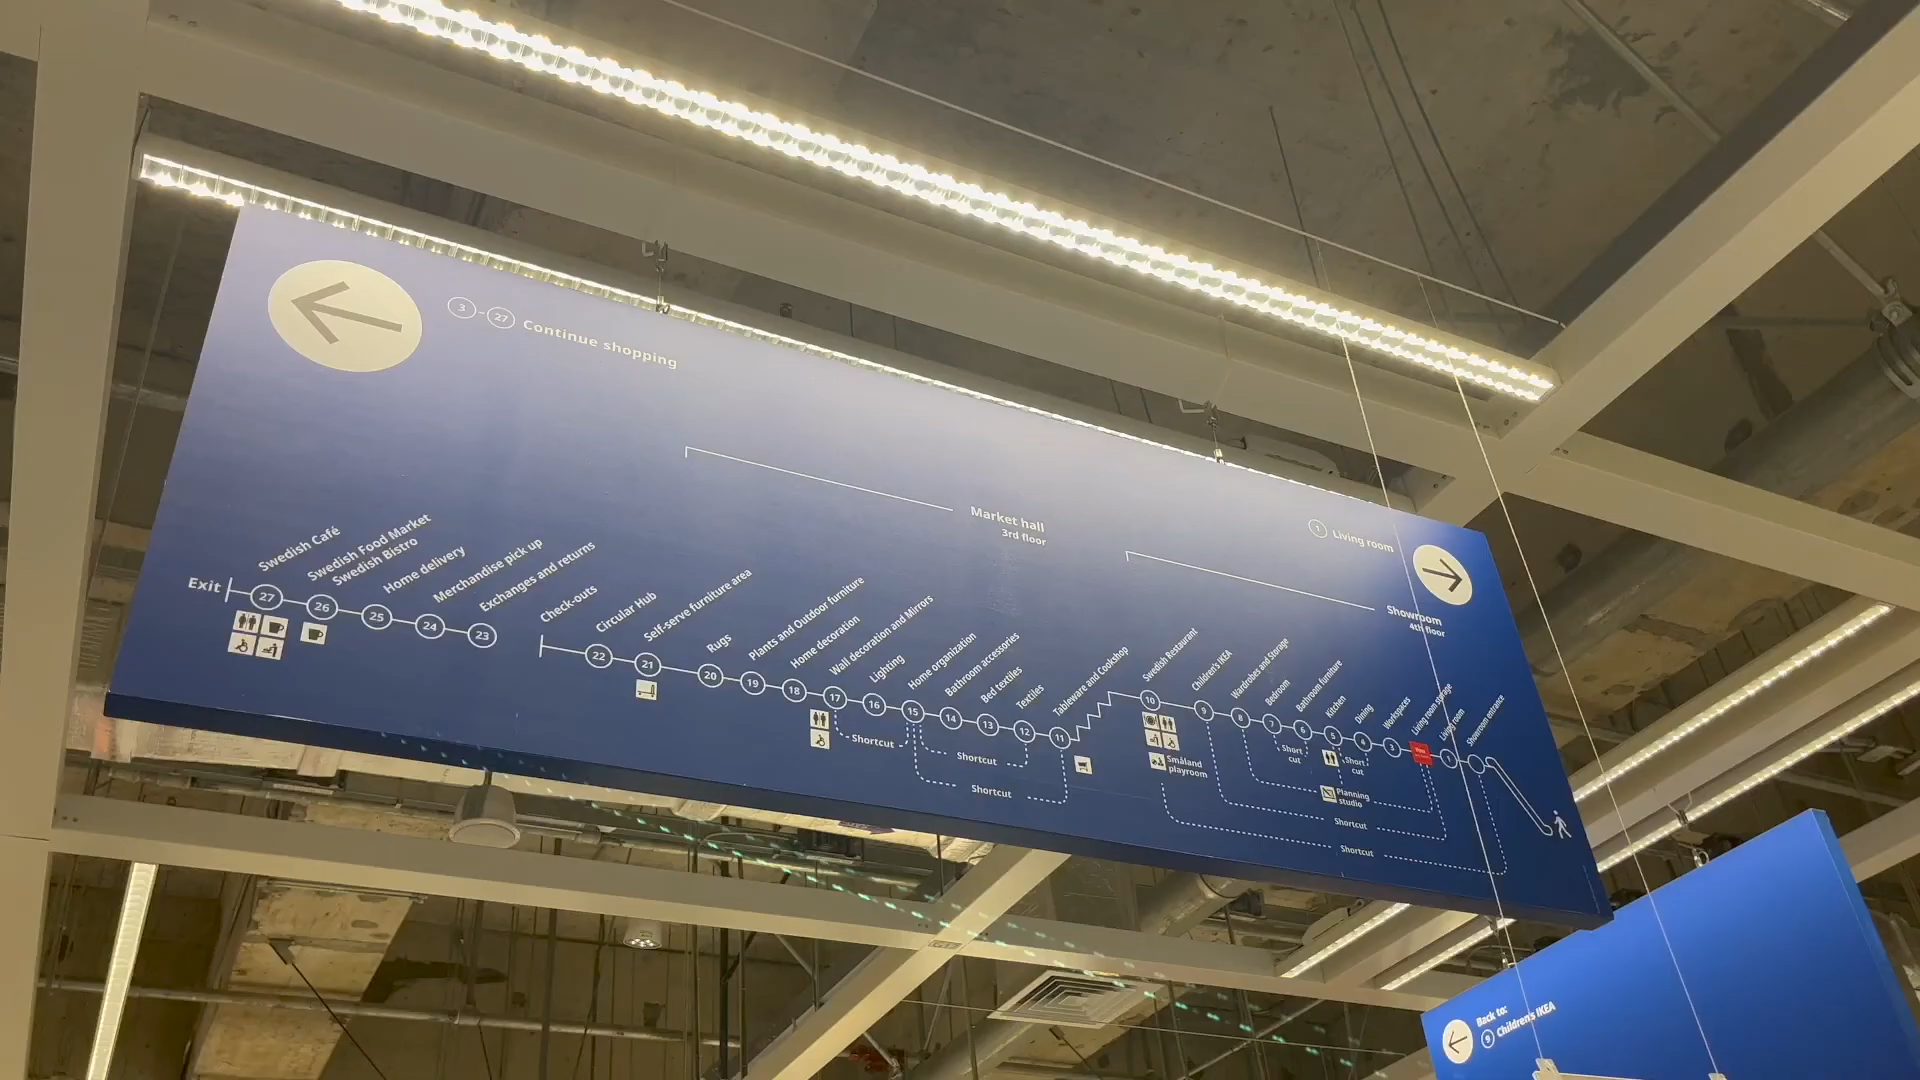 3 - 27 Continue shopping
Market hall
3rd floor
1 Living room
Showroom
4th floor
Exit
Swedish Café
Swedish Food Market
Swedish Bistro
Home delivery
Merchandise pick up
Exchanges and returns
Check-outs
Circular Hub
Self-serve furniture area
Rugs
Plants and Outdoor furniture
Home decoration
Wall decoration and Mirrors
Lighting
Home organization
Bathroom accessories
Bed textiles
Textiles
Tableware and Cookshop
Swedish Restaurant
Children's IKEA
Wardrobes and Storage
Bedroom
Bathroom furniture
Kitchen
Dining
Workspaces
Living room storage
Living room
Showroom entrance
27 26 25 24 23 22 21 20 19 18 17 16 15 14 13 12 11 10 9 8 7 6 5 4 3 1
Shortcut
Shortcut
Shortcut
Småland
playroom
Short
cut
Short
cut
Planning
studio
Shortcut
Shortcut
Back to:
9 Children's IKEA